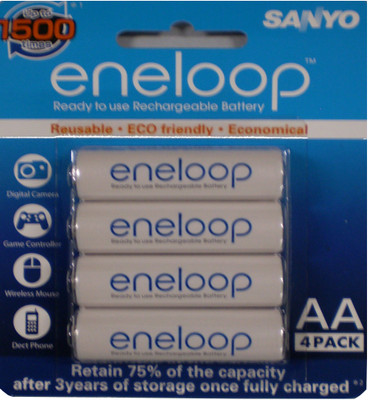 Up to
1500
times
※1
SANYO
eneloop™
Ready to use Rechargeable Battery
Reusable • ECO friendly • Economical
eneloop
Ready to use Rechargeable Battery
Digital Camera
eneloop
Ready to use Rechargeable Battery
Game Controller
eneloop
Ready to use Rechargeable Battery
Wireless Mouse
eneloop
Ready to use Rechargeable Battery
Dect Phone
AA
4 PACK
Retain 75% of the capacity
after 3years of storage once fully charged ※2